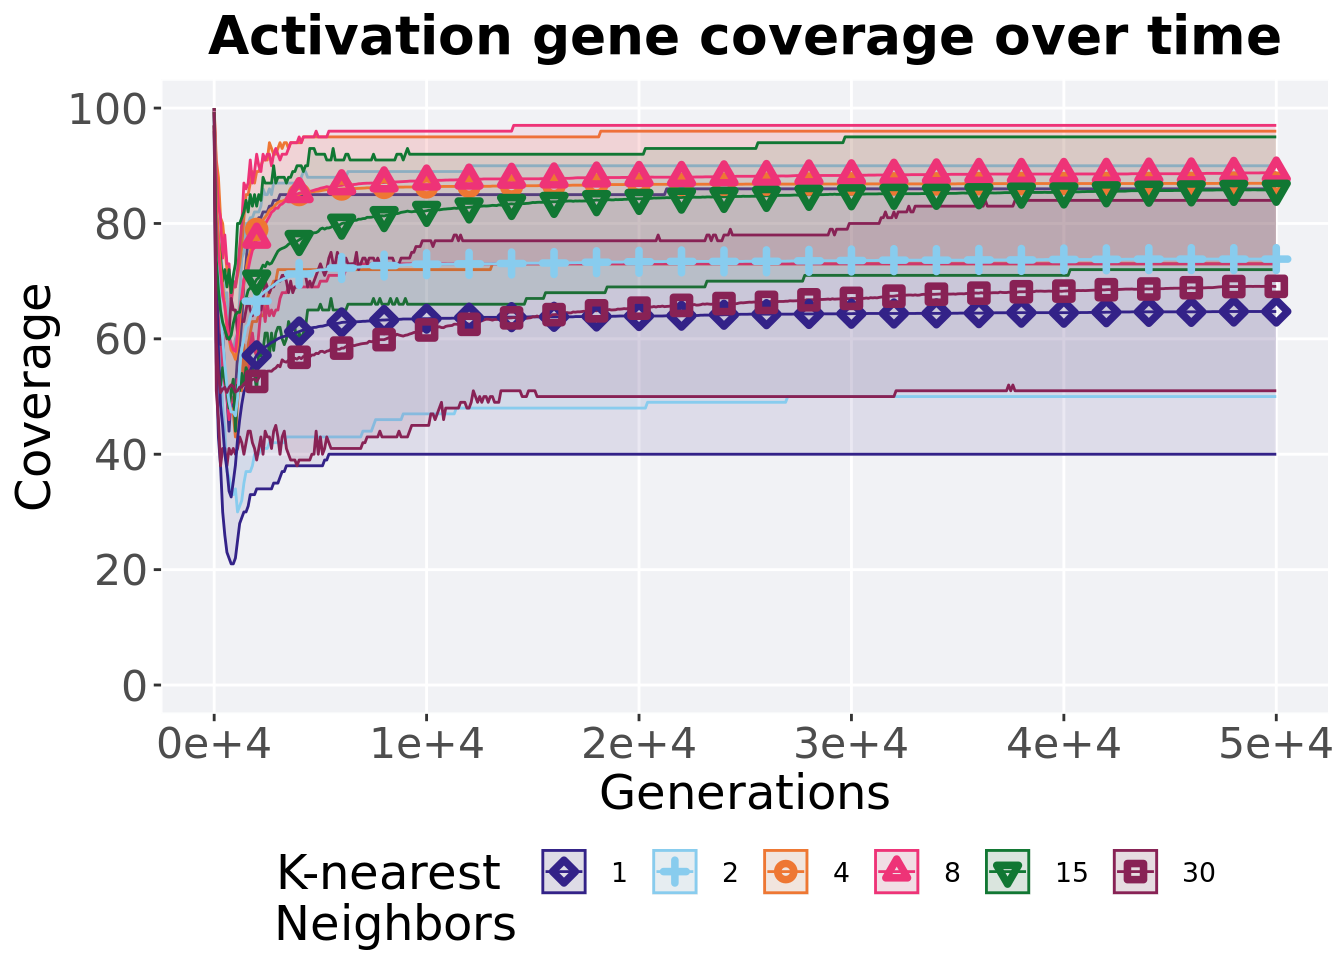 Activation gene coverage over time
100
80
60
40
20
0
Coverage
0e+4 1e+4 2e+4 3e+4 4e+4 5e+4
Generations
K-nearest
Neighbors
1 2 4 8 15 30